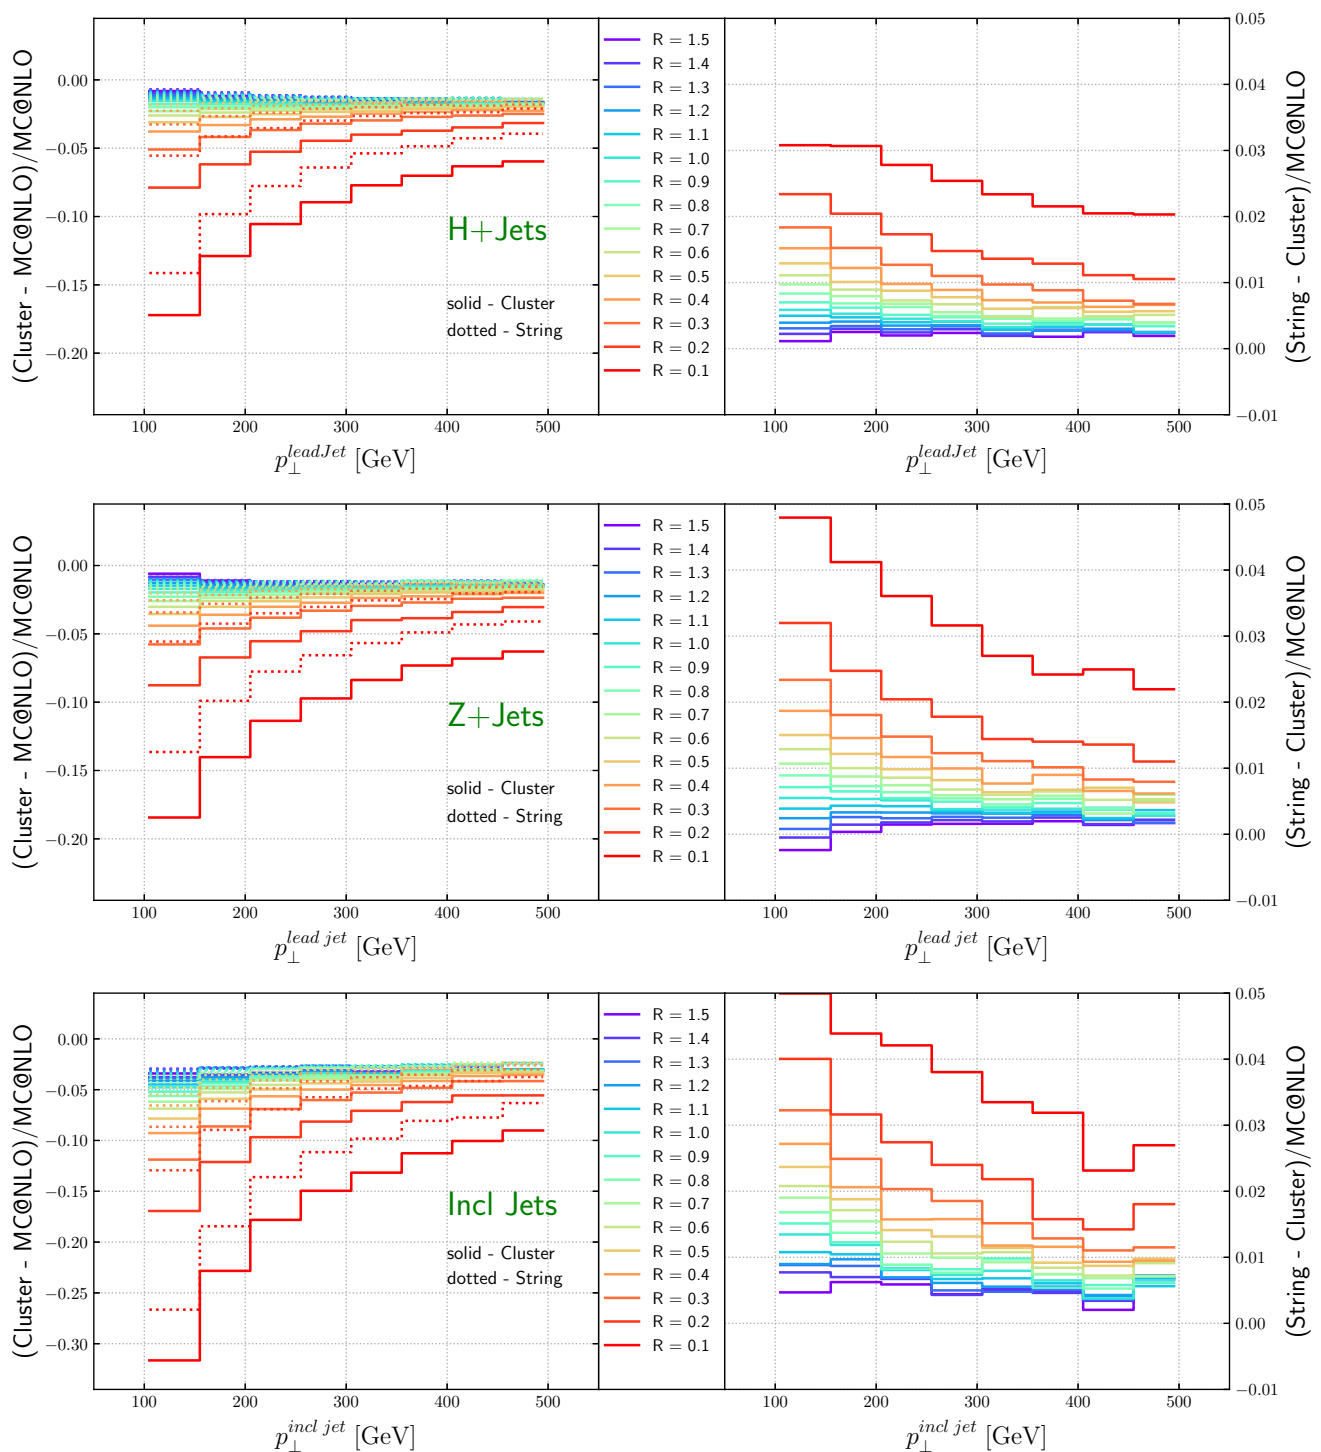 (Cluster - MC@NLO)/MC@NLO
0.00
−0.05
−0.10
−0.15
−0.20
H+Jets
solid - Cluster
dotted - String
100 200 300 400 500
p⊥^{leadJet} [GeV]
R = 1.5
R = 1.4
R = 1.3
R = 1.2
R = 1.1
R = 1.0
R = 0.9
R = 0.8
R = 0.7
R = 0.6
R = 0.5
R = 0.4
R = 0.3
R = 0.2
R = 0.1
100 200 300 400 500
p⊥^{leadJet} [GeV]
0.05
0.04
0.03
0.02
0.01
0.00
−0.01
(String - Cluster)/MC@NLO
(Cluster - MC@NLO)/MC@NLO
0.00
−0.05
−0.10
−0.15
−0.20
Z+Jets
solid - Cluster
dotted - String
100 200 300 400 500
p⊥^{lead jet} [GeV]
R = 1.5
R = 1.4
R = 1.3
R = 1.2
R = 1.1
R = 1.0
R = 0.9
R = 0.8
R = 0.7
R = 0.6
R = 0.5
R = 0.4
R = 0.3
R = 0.2
R = 0.1
100 200 300 400 500
p⊥^{lead jet} [GeV]
0.05
0.04
0.03
0.02
0.01
0.00
−0.01
(String - Cluster)/MC@NLO
(Cluster - MC@NLO)/MC@NLO
0.00
−0.05
−0.10
−0.15
−0.20
−0.25
−0.30
Incl Jets
solid - Cluster
dotted - String
100 200 300 400 500
p⊥^{incl jet} [GeV]
R = 1.5
R = 1.4
R = 1.3
R = 1.2
R = 1.1
R = 1.0
R = 0.9
R = 0.8
R = 0.7
R = 0.6
R = 0.5
R = 0.4
R = 0.3
R = 0.2
R = 0.1
100 200 300 400 500
p⊥^{incl jet} [GeV]
0.05
0.04
0.03
0.02
0.01
0.00
−0.01
(String - Cluster)/MC@NLO